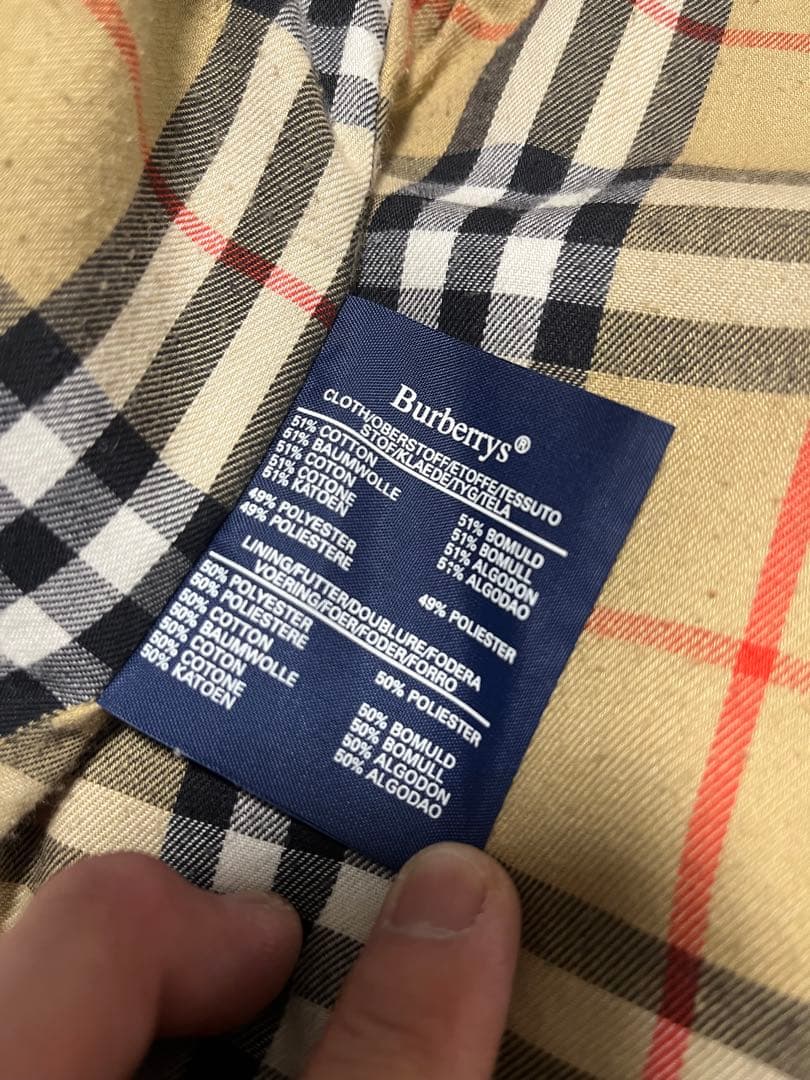 Burberrys®
CLOTH/OBERSTOFF/ETOFFE/TESSUTO
STOF/KLAEDE/TYG/TELA
51% COTTON
51% BAUMWOLLE
51% COTON
51% COTONE
51% KATOEN
51% BOMULD
51% BOMULL
51% ALGODON
51% ALGODAO
49% POLYESTER
49% POLIESTERE
49% POLIESTER
LINING/FUTTER/DOUBLURE/FODERA
VOERING/FOER/FODER/FORRO
50% POLYESTER
50% POLIESTERE
50% POLIESTER
50% COTTON
50% BAUMWOLLE
50% COTON
50% COTONE
50% KATOEN
50% BOMULD
50% BOMULL
50% ALGODON
50% ALGODAO